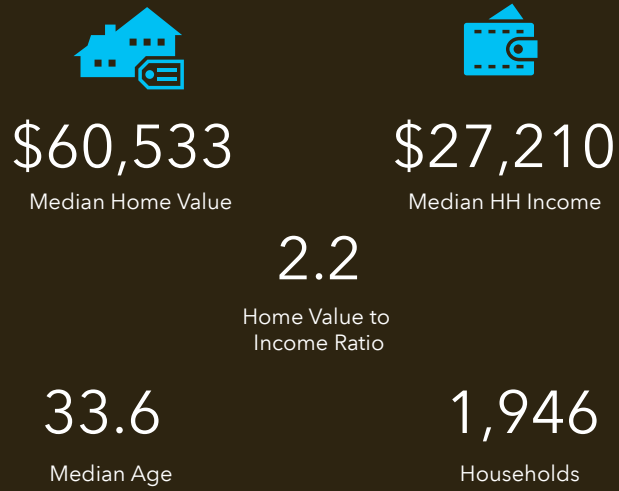 $60,533
Median Home Value
$27,210
Median HH Income
2.2
Home Value to
Income Ratio
33.6
Median Age
1,946
Households